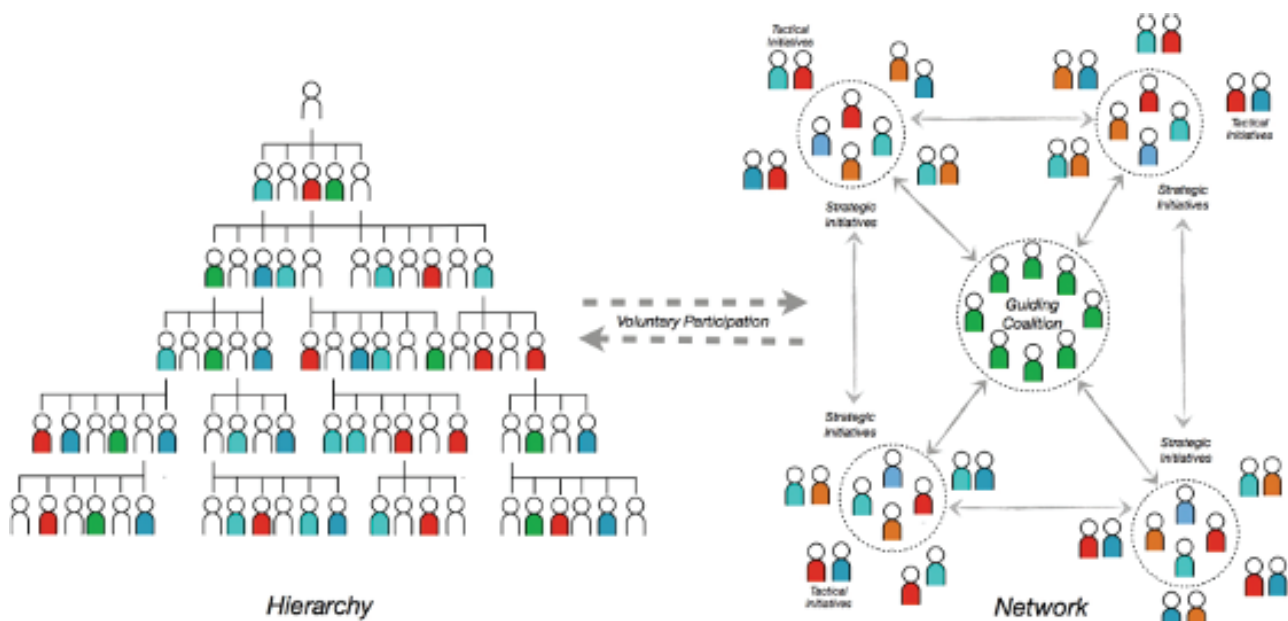 Tactical
Initiatives
Tactical
Initiatives
Strategic
Initiatives
Strategic
Initiatives
Guiding
Coalition
Voluntary Participation
Strategic
Initiatives
Strategic
Initiatives
Tactical
Initiatives
Hierarchy
Network